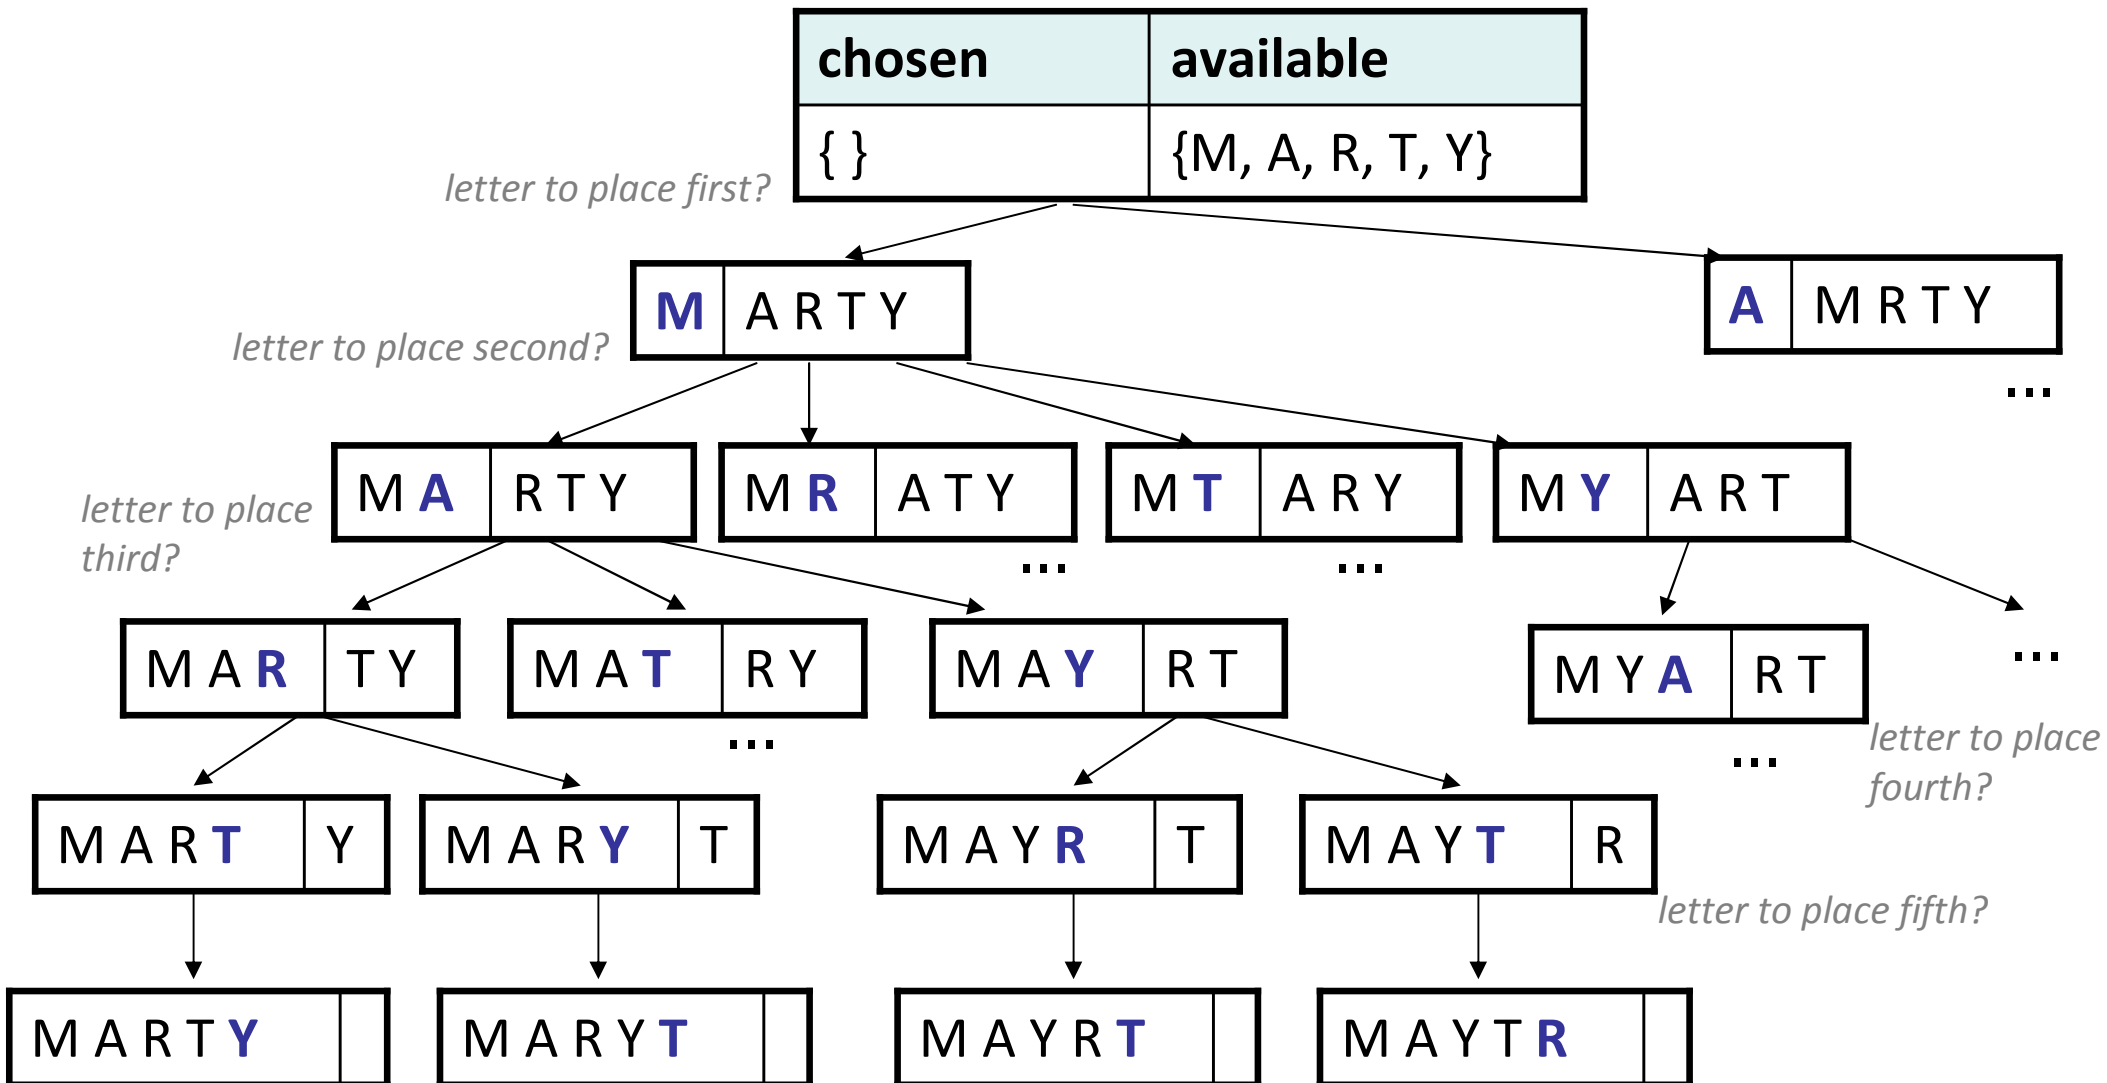 chosen available
{ } {M, A, R, T, Y}
letter to place first?
M A R T Y
A M R T Y
letter to place second?
...
M A R T Y
M R A T Y
M T A R Y
M Y A R T
letter to place
third?
...
...
M A R T Y
M A T R Y
M A Y R T
M Y A R T
...
...
...
letter to place
fourth?
M A R T Y
M A R Y T
M A Y R T
M A Y T R
letter to place fifth?
M A R T Y
M A R Y T
M A Y R T
M A Y T R